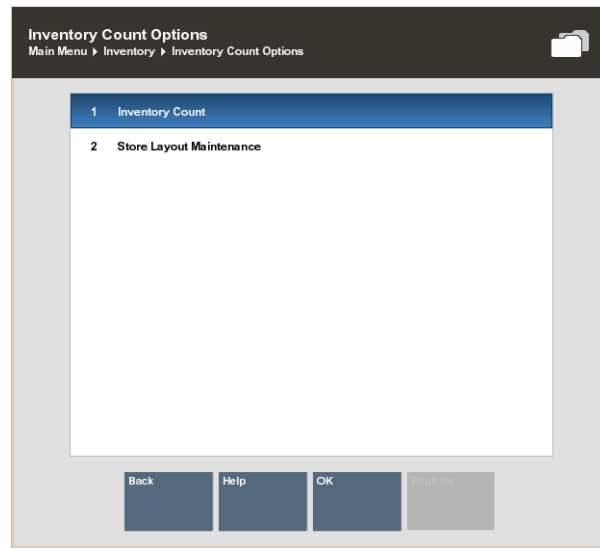 Inventory Count Options
Main Menu ▸ Inventory ▸ Inventory Count Options
1 Inventory Count
2 Store Layout Maintenance
Back Help OK Register